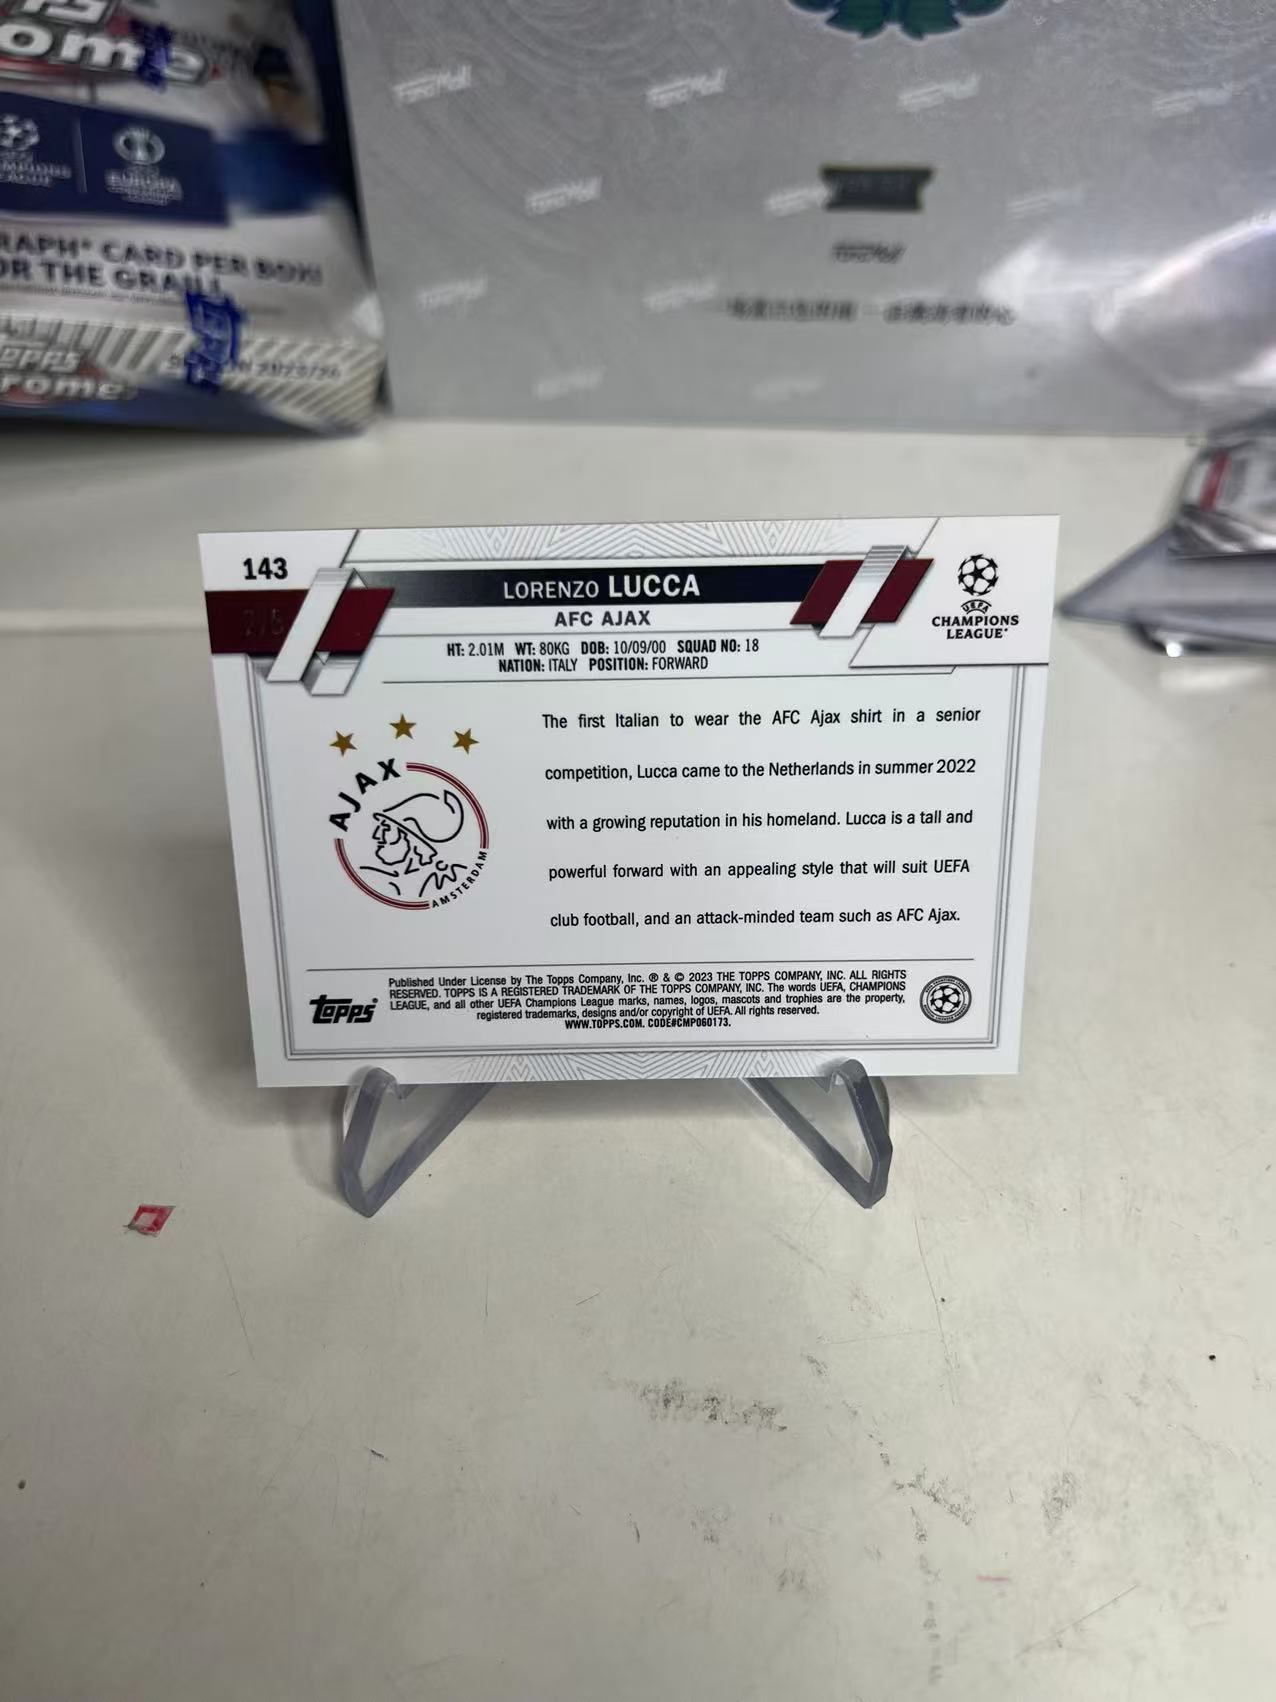 RAPH* CARD PER BOX!
OR THE GRAIL!
TOPPS
143
LORENZO LUCCA
AFC AJAX
HT: 2.01M WT: 80KG DOB: 10/09/00 SQUAD NO: 18
NATION: ITALY POSITION: FORWARD
UEFA
CHAMPIONS
LEAGUE®
The first Italian to wear the AFC Ajax shirt in a senior
competition, Lucca came to the Netherlands in summer 2022
with a growing reputation in his homeland. Lucca is a tall and
powerful forward with an appealing style that will suit UEFA
club football, and an attack-minded team such as AFC Ajax.
AJAX
AMSTERDAM
Topps®
Published Under License by The Topps Company, Inc. ® & © 2023 THE TOPPS COMPANY, INC. ALL RIGHTS
RESERVED. TOPPS IS A REGISTERED TRADEMARK OF THE TOPPS COMPANY, INC. The words UEFA, CHAMPIONS
LEAGUE, and all other UEFA Champions League marks, names, logos, mascots and trophies are the property,
registered trademarks, designs and/or copyright of UEFA. All rights reserved.
WWW.TOPPS.COM. CODE#CMP060173.